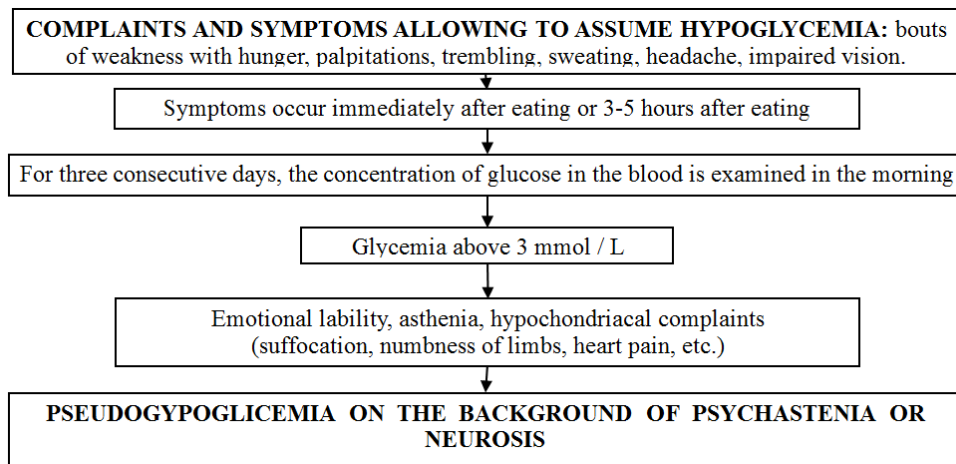 COMPLAINTS AND SYMPTOMS ALLOWING TO ASSUME HYPOGLYCEMIA: bouts
of weakness with hunger, palpitations, trembling, sweating, headache, impaired vision.
Symptoms occur immediately after eating or 3-5 hours after eating
For three consecutive days, the concentration of glucose in the blood is examined in the morning
Glycemia above 3 mmol / L
Emotional lability, asthenia, hypochondriacal complaints
(suffocation, numbness of limbs, heart pain, etc.)
PSEUDOGYPOGLICEMIA ON THE BACKGROUND OF PSYCHASTENIA OR
NEUROSIS